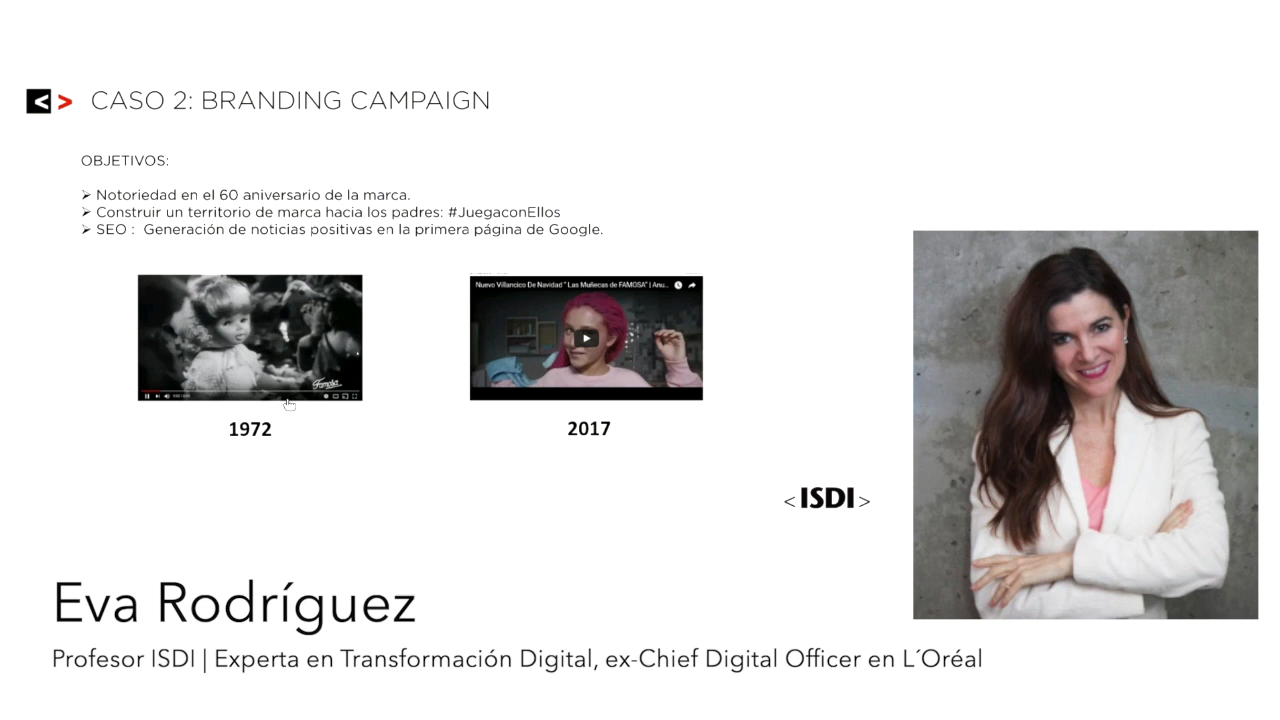 < > CASO 2: BRANDING CAMPAIGN
OBJETIVOS:
➢ Notoriedad en el 60 aniversario de la marca.
➢ Construir un territorio de marca hacia los padres: #JuegaconEllos
➢ SEO : Generación de noticias positivas en la primera página de Google.
Nuevo Villancico De Navidad " Las Muñecas de FAMOSA" | Anu...
Famosa
1972
2017
<ISDI>
Eva Rodríguez
Profesor ISDI | Experta en Transformación Digital, ex-Chief Digital Officer en L´Oréal